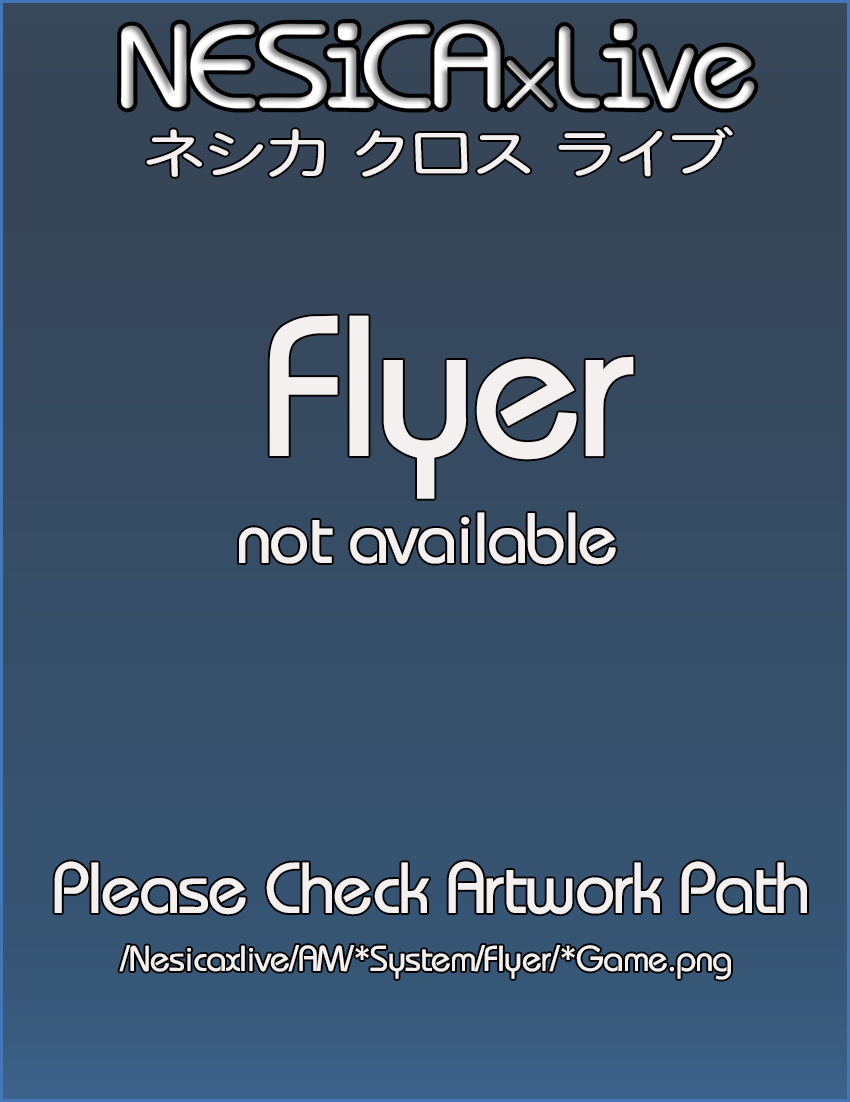 NESiCAxLive
ネシカ クロス ライブ
Flyer
not available
Please Check Artwork Path
/Nesicaxlive/AM/*System/Flyer/*Game.png